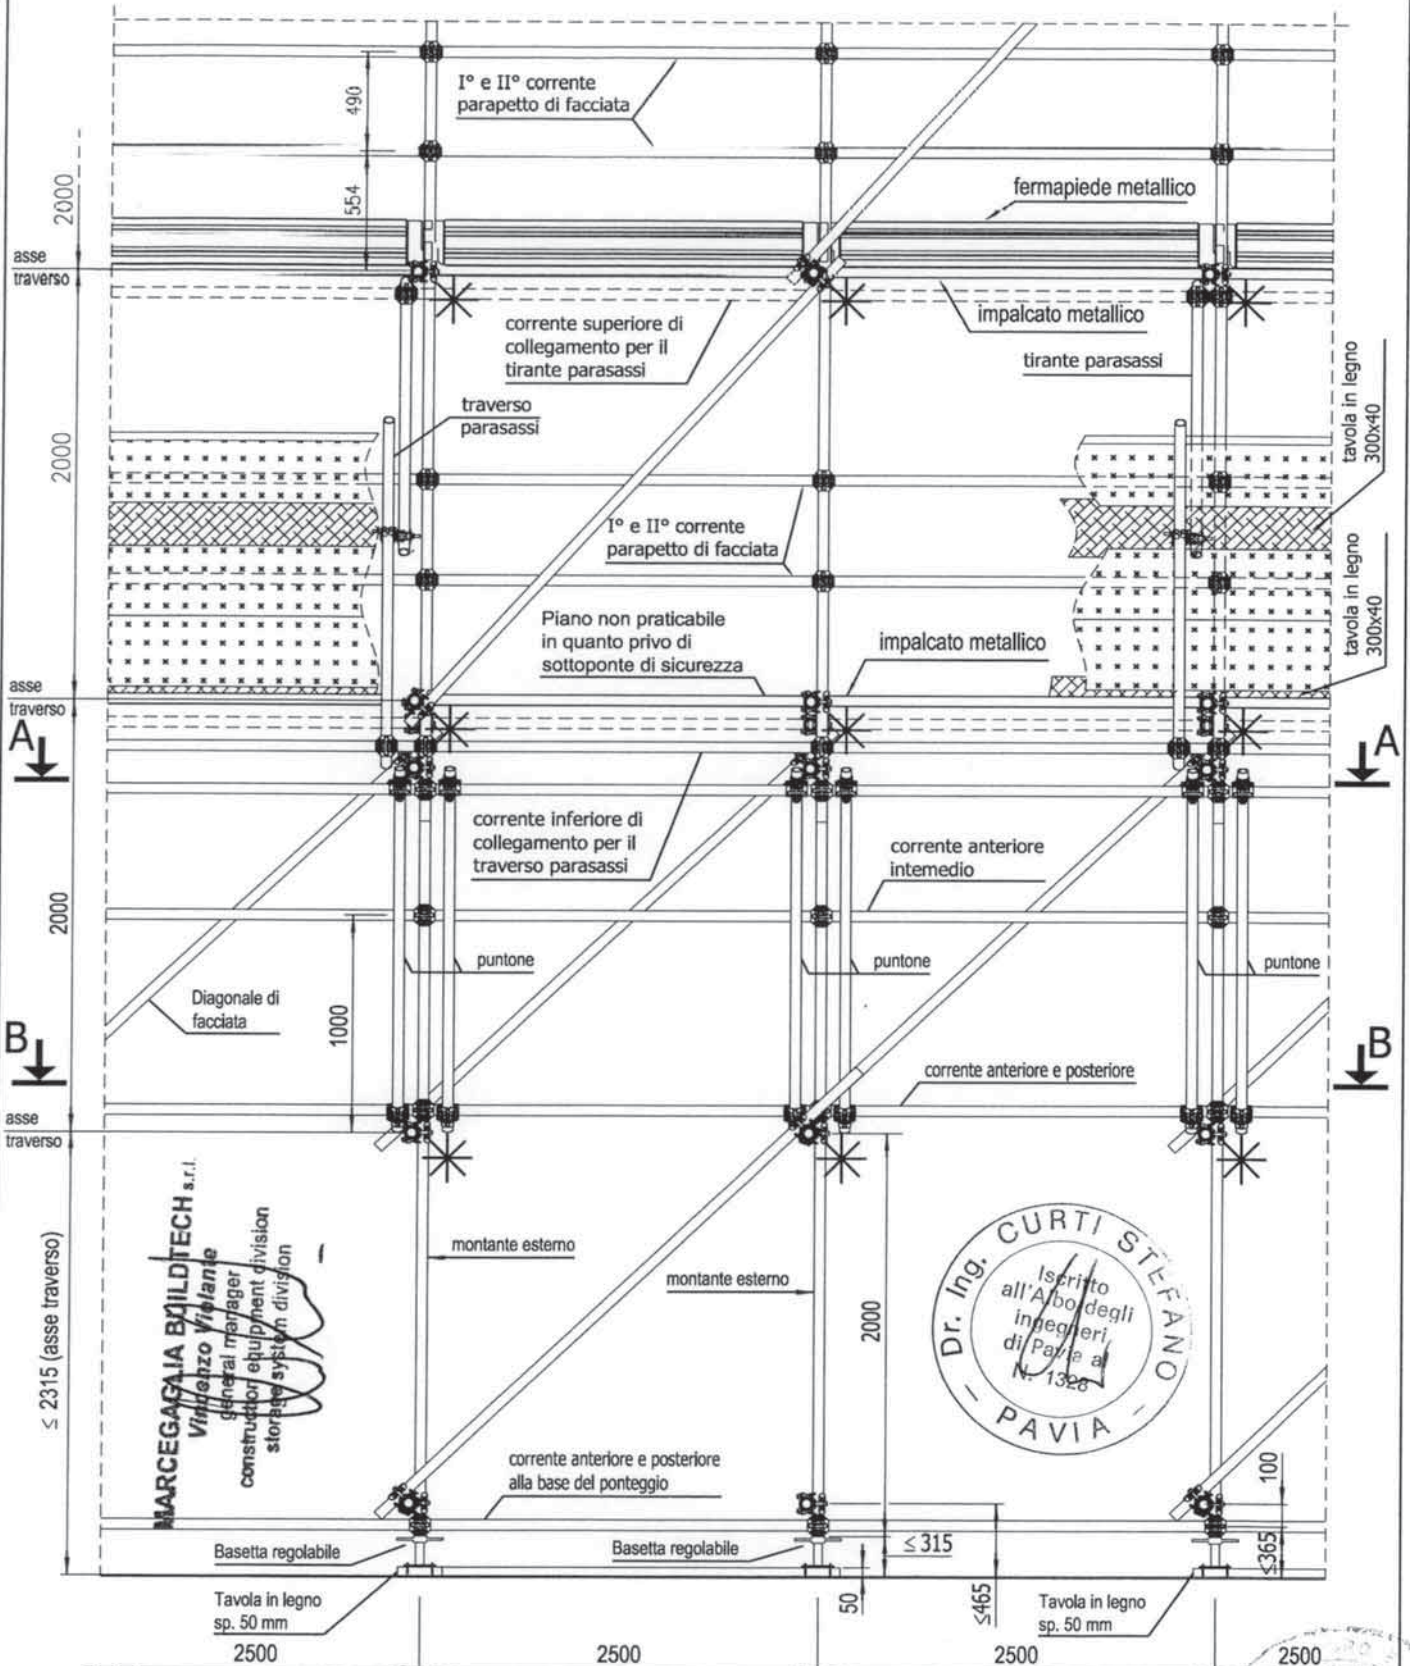 490
I° e II° corrente
parapetto di facciata
2000
554
fermapiede metallico
asse
traverso
corrente superiore di
collegamento per il
tirante parasassi
impalcato metallico
tirante parasassi
tavola in legno
300x40
traverso
parasassi
2000
I° e II° corrente
parapetto di facciata
tavola in legno
300x40
Piano non praticabile
in quanto privo di
sottoponte di sicurezza
impalcato metallico
asse
traverso
A
A
corrente inferiore di
collegamento per il
traverso parasassi
corrente anteriore
intemedio
2000
puntone
puntone
puntone
Diagonale di
facciata
1000
B
B
corrente anteriore e posteriore
asse
traverso
≤ 2315 (asse traverso)
MARCEGAGLIA BUILDTECH s.r.l.
Vincenzo Violante
general manager
construction equipment division
storage system division
montante esterno
montante esterno
2000
Dr. Ing. CURTI STEFANO
Iscritto
all'Albo degli
ingegneri
di Pavia al
N. 1328
– PAVIA –
corrente anteriore e posteriore
alla base del ponteggio
100
Basetta regolabile
Basetta regolabile
≤ 315
≤365
≤465
50
Tavola in legno
sp. 50 mm
Tavola in legno
sp. 50 mm
2500
2500
2500
2500